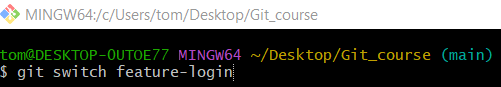 MINGW64:/c/Users/tom/Desktop/Git_course
tom@DESKTOP-OUTOE77 MINGW64 ~/Desktop/Git_course (main)
$ git switch feature-login